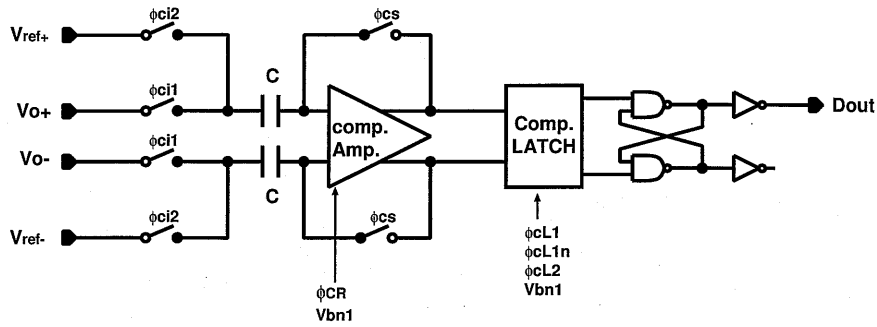 ϕci2
ϕcs
Vref+
C
ϕci1
Vo+
comp.
Amp.
Comp.
LATCH
Dout
ϕci1
Vo-
C
ϕci2
ϕcs
Vref-
ϕcL1
ϕcL1n
ϕcL2
Vbn1
ϕCR
Vbn1